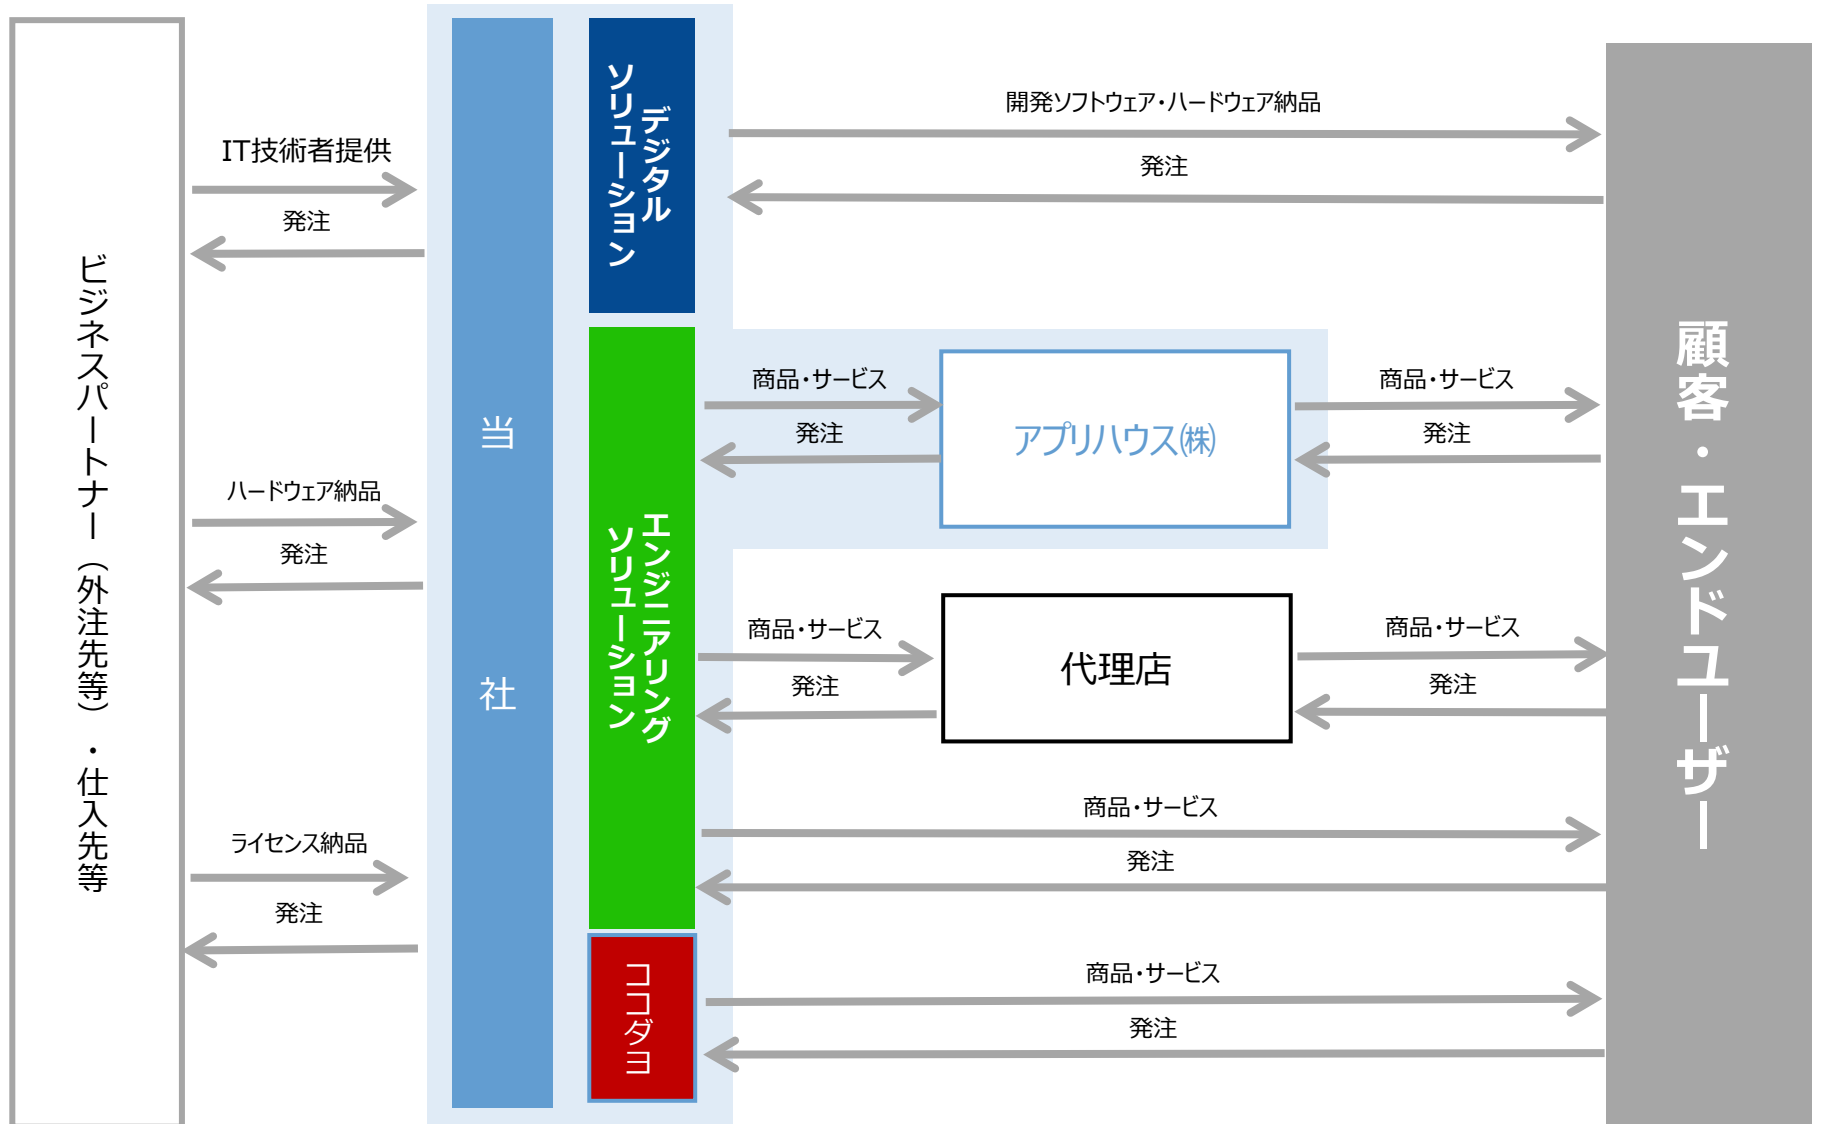 ビジネスパートナー（外注先等）・仕入先等
IT技術者提供
発注
ハードウェア納品
発注
ライセンス納品
発注
当社
デジタル
ソリューション
エンジニアリング
ソリューション
ココダヨ
開発ソフトウェア・ハードウェア納品
発注
商品・サービス
発注
アプリハウス㈱
商品・サービス
発注
商品・サービス
発注
代理店
商品・サービス
発注
商品・サービス
発注
商品・サービス
発注
顧客・エンドユーザー